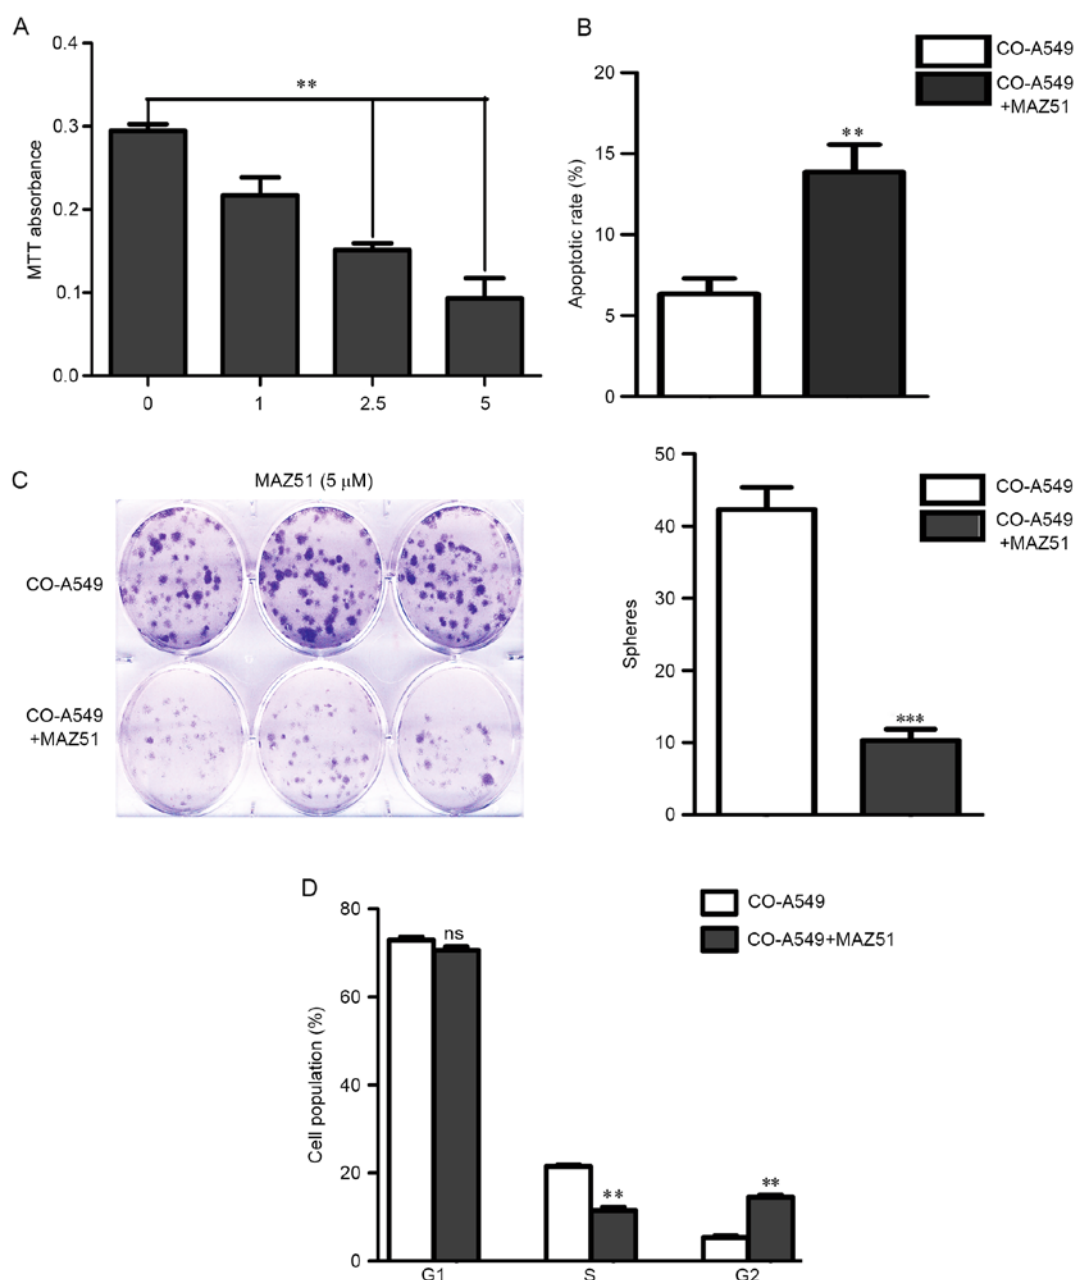 A
0.4
0.3
0.2
0.1
0.0
MTT absorbance
**
0
1
2.5
5
B
20
15
10
5
0
Apoptotic rate (%)
**
CO-A549
CO-A549
+MAZ51
C
MAZ51 (5 μM)
CO-A549
CO-A549
+MAZ51
50
40
30
20
10
0
Spheres
***
CO-A549
CO-A549
+MAZ51
D
80
60
40
20
0
Cell population (%)
ns
**
**
G1
S
G2
CO-A549
CO-A549+MAZ51